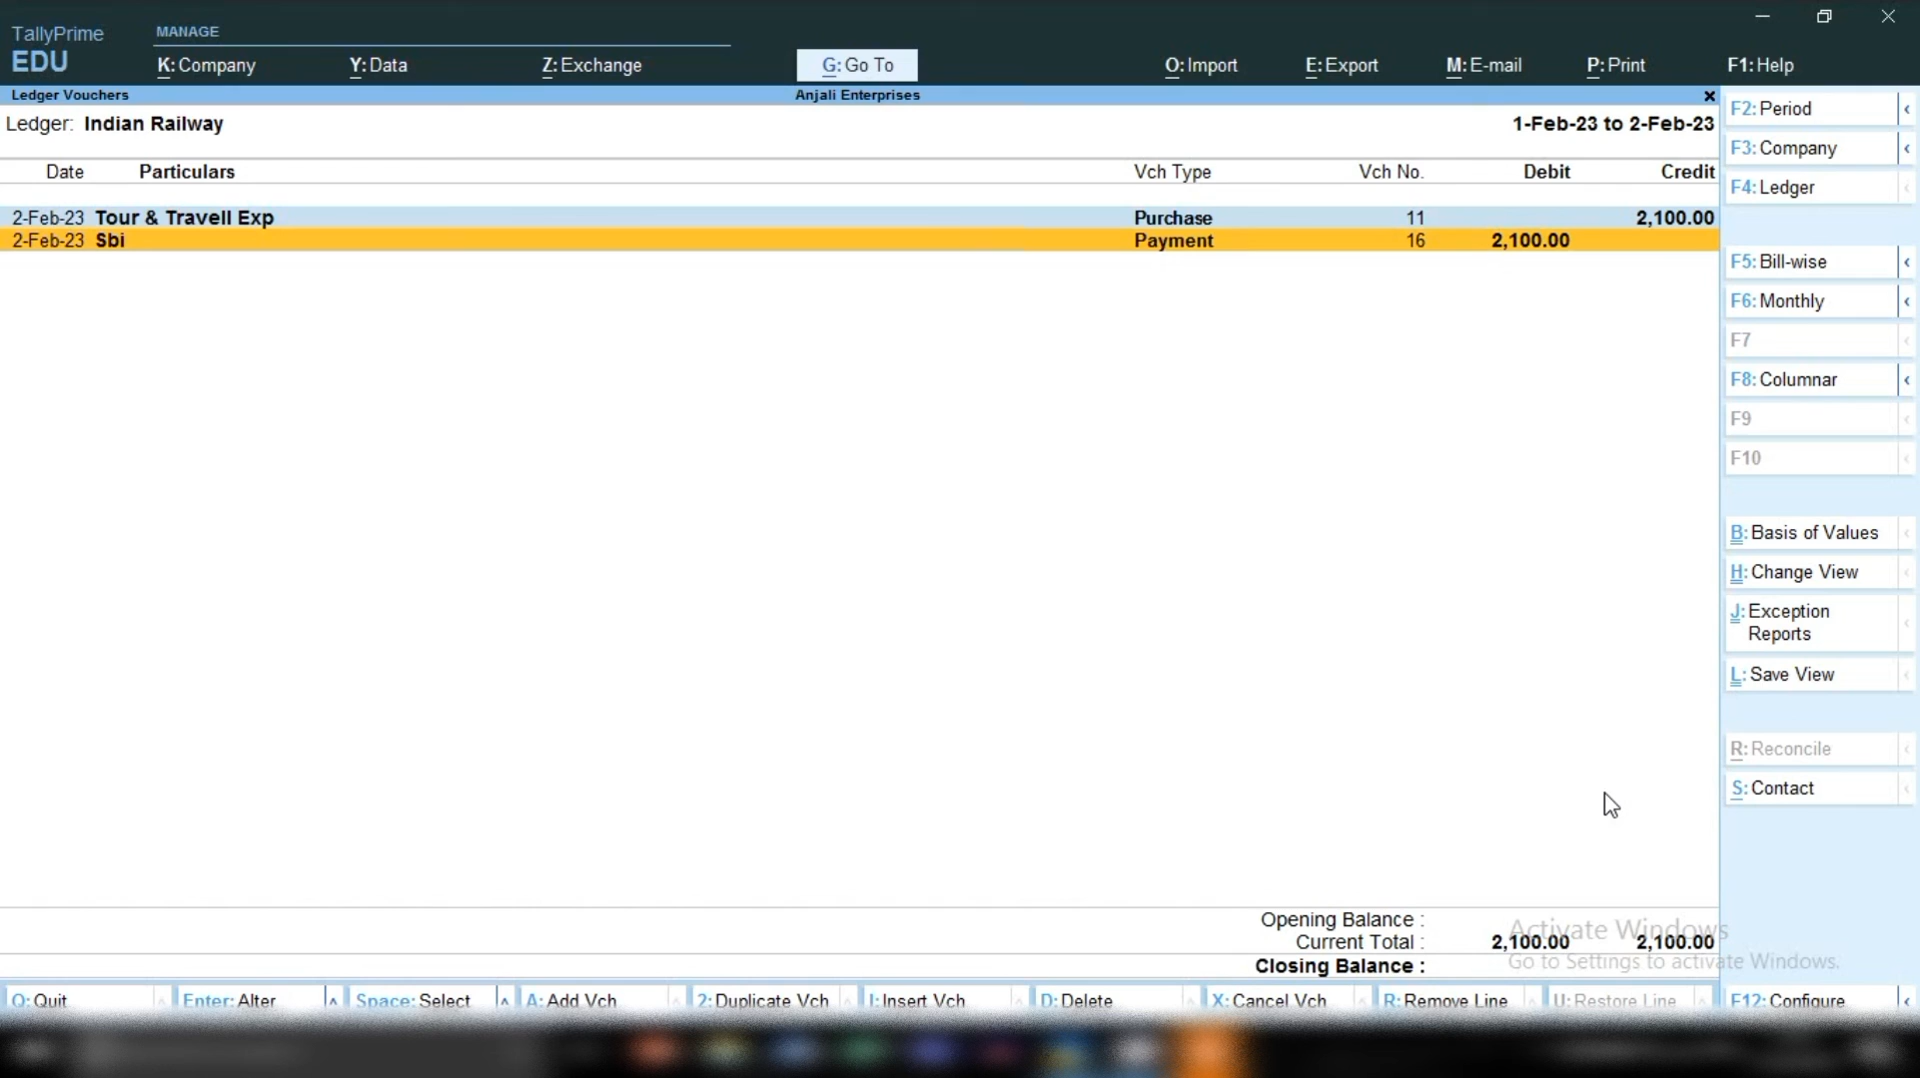 TallyPrime
EDU
MANAGE
K: Company Y: Data Z: Exchange G: Go To O: Import E: Export M: E-mail P: Print F1: Help
Ledger Vouchers Anjali Enterprises
Ledger: Indian Railway 1-Feb-23 to 2-Feb-23
Date Particulars Vch Type Vch No. Debit Credit
2-Feb-23 Tour & Travell Exp Purchase 11 2,100.00
2-Feb-23 Sbi Payment 16 2,100.00
Opening Balance :
Current Total : 2,100.00 2,100.00
Closing Balance :
Activate Windows
Go to Settings to activate Windows.
F2: Period
F3: Company
F4: Ledger
F5: Bill-wise
F6: Monthly
F7
F8: Columnar
F9
F10
B: Basis of Values
H: Change View
J: Exception
Reports
L: Save View
R: Reconcile
S: Contact
F12: Configure
Q: Quit Enter: Alter Space: Select A: Add Vch 2: Duplicate Vch I: Insert Vch D: Delete X: Cancel Vch R: Remove Line U: Restore Line